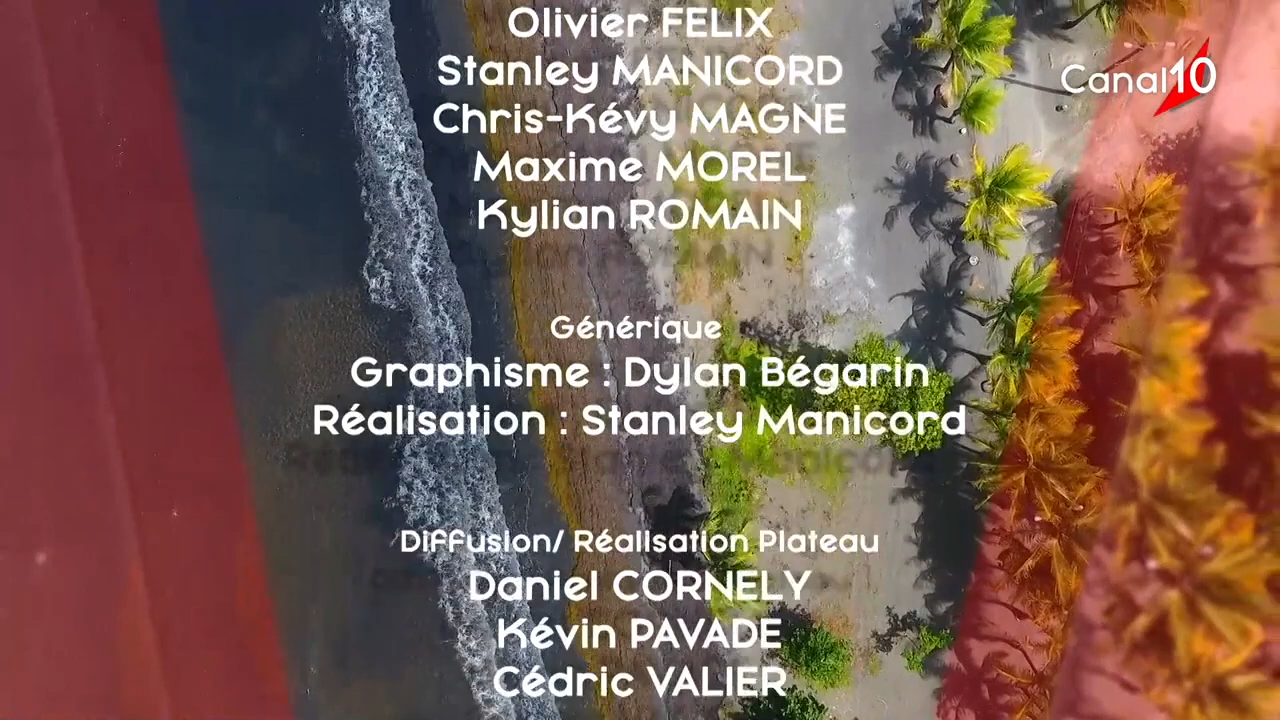 Olivier FELIX
Stanley MANICORD
Canal10
Chris-Kévy MAGNE
Maxime MOREL
Kylian ROMAIN
Générique
Graphisme : Dylan Bégarin
Réalisation : Stanley Manicord
Diffusion/ Réalisation Plateau
Daniel CORNELY
Kévin PAVADE
Cédric VALIER